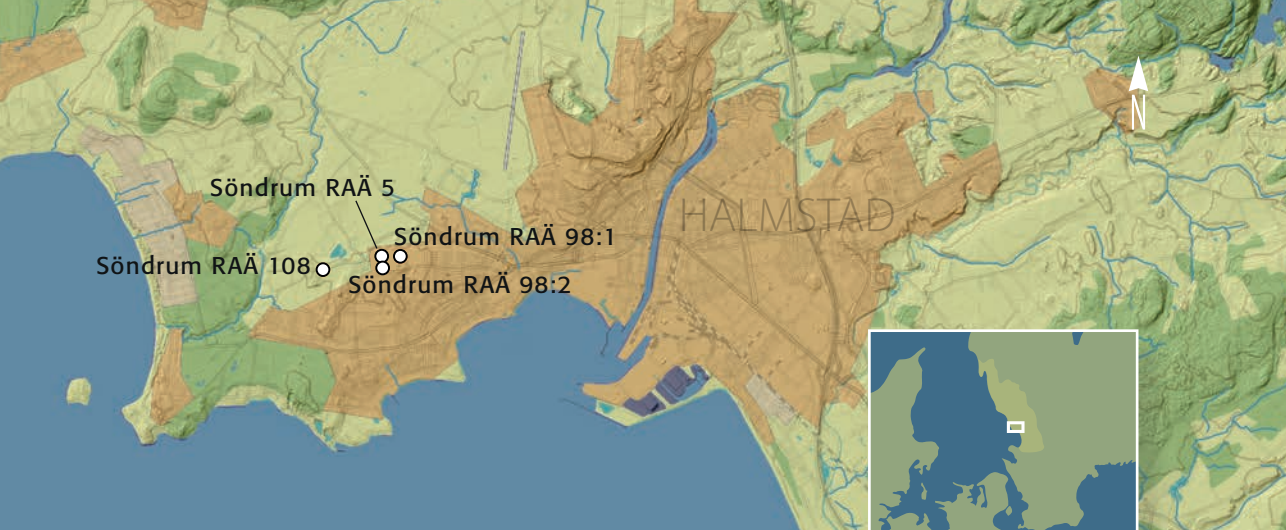 N
Söndrum RAÄ 5
HALMSTAD
Söndrum RAÄ 98:1
Söndrum RAÄ 108
Söndrum RAÄ 98:2